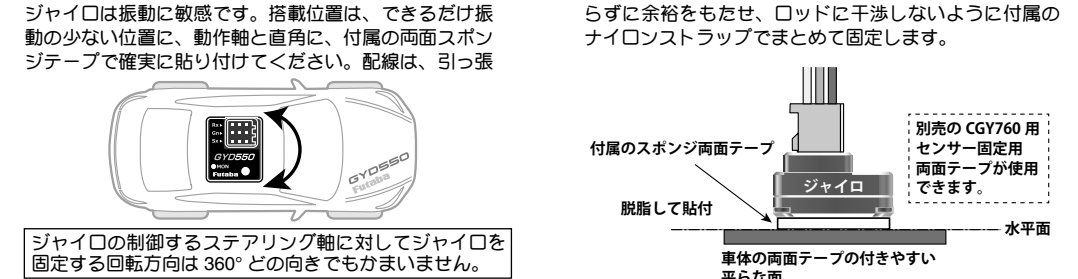 ジャイロは振動に敏感です。搭載位置は、できるだけ振
動の少ない位置に、動作軸と直角に、付属の両面スポン
ジテープで確実に貼り付けてください。配線は、引っ張
Rx▸
Gn▸
Sx▸
GYD550
MON
Futaba
GYD550
Futaba
ジャイロの制御するステアリング軸に対してジャイロを
固定する回転方向は 360° どの向きでもかまいません。
らずに余裕をもたせ、ロッドに干渉しないように付属の
ナイロンストラップでまとめて固定します。
付属のスポンジ両面テープ
別売の CGY760 用
センサー固定用
両面テープが使用
できます。
ジャイロ
脱脂して貼付
水平面
車体の両面テープの付きやすい
平らな面